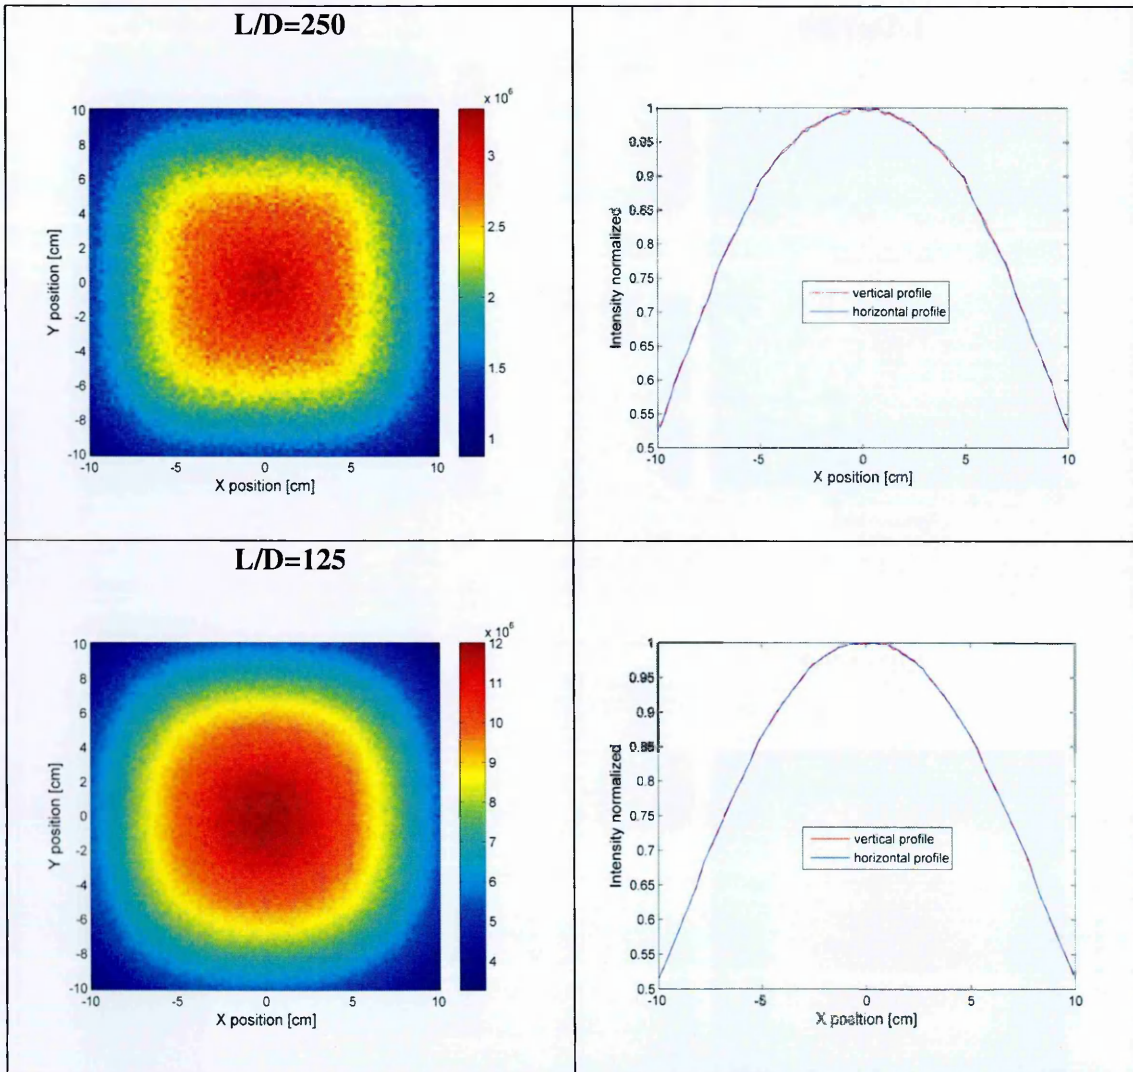 L/D=250
x 10⁶
10
8
6
4
2
0
-2
-4
-6
-8
-10
-10 -5 0 5 10
X position [cm]
Y position [cm]
3
2.5
2
1.5
1
1
0.95
0.9
0.85
0.8
0.75
0.7
0.65
0.6
0.55
0.5
-10 -5 0 5 10
X position [cm]
Intensity normalized
vertical profile
horizontal profile
L/D=125
x 10⁶
10
8
6
4
2
0
-2
-4
-6
-8
-10
-10 -5 0 5 10
X position [cm]
Y position [cm]
12
11
10
9
8
7
6
5
4
1
0.95
0.9
0.85
0.8
0.75
0.7
0.65
0.6
0.55
0.5
-10 -5 0 5 10
X position [cm]
Intensity normalized
vertical profile
horizontal profile